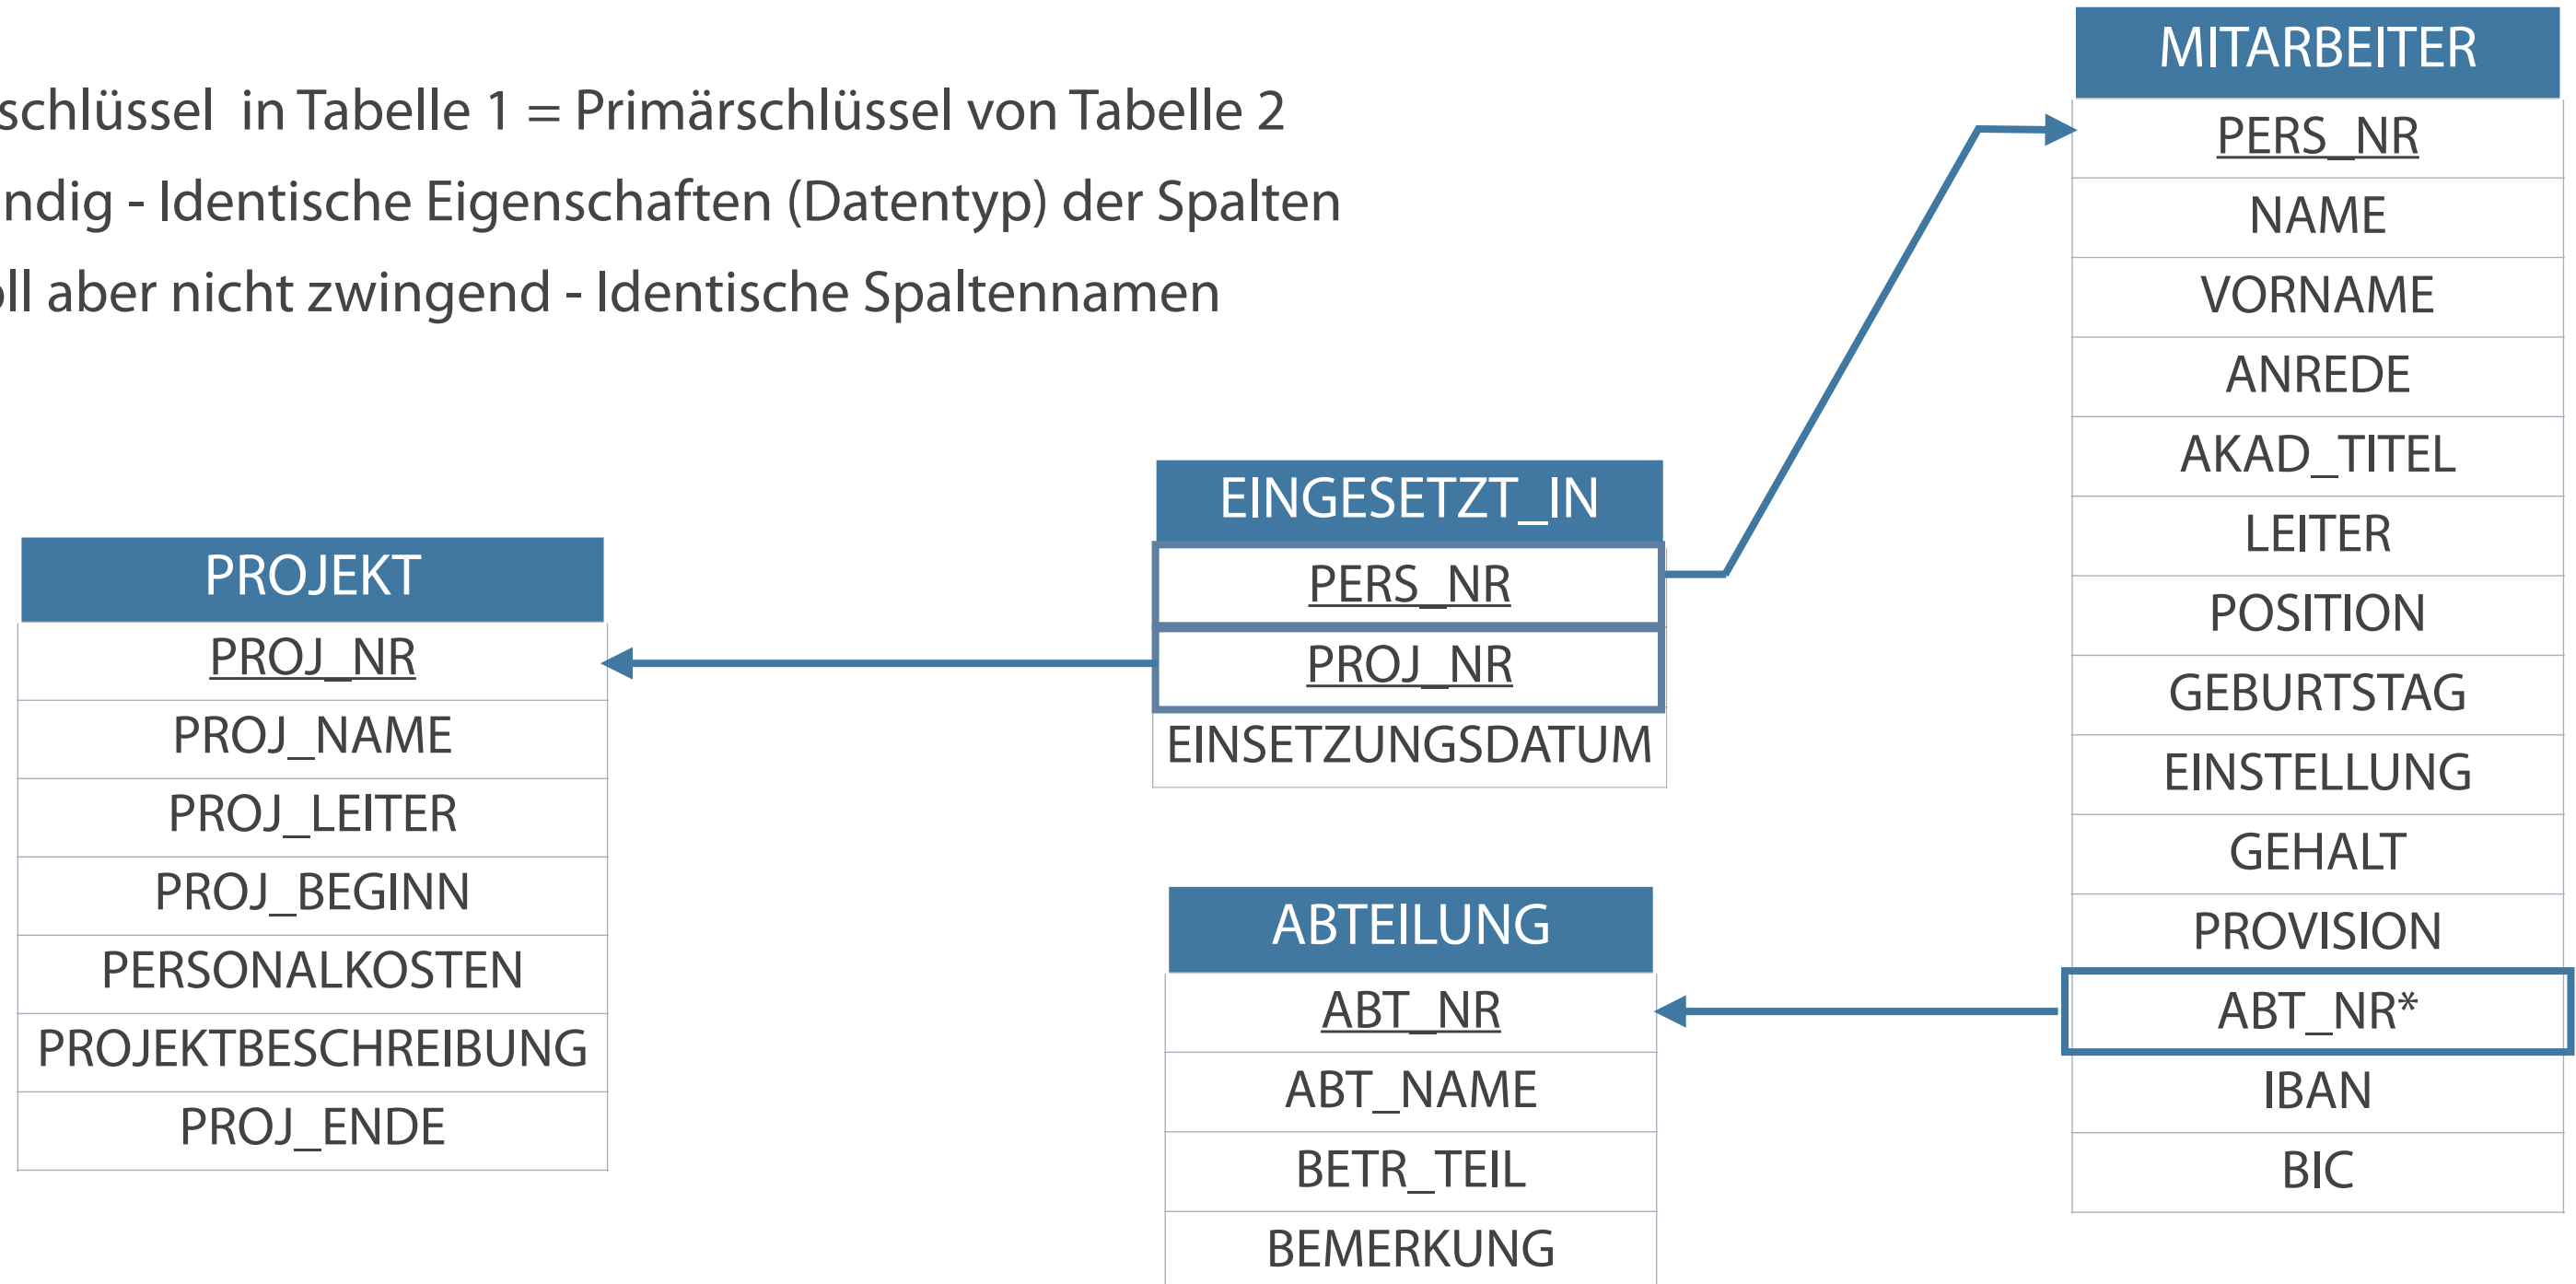 schlüssel in Tabelle 1 = Primärschlüssel von Tabelle 2
ndig - Identische Eigenschaften (Datentyp) der Spalten
ll aber nicht zwingend - Identische Spaltennamen
PROJEKT
PROJ_NR
PROJ_NAME
PROJ_LEITER
PROJ_BEGINN
PERSONALKOSTEN
PROJEKTBESCHREIBUNG
PROJ_ENDE
EINGESETZT_IN
PERS_NR
PROJ_NR
EINSETZUNGSDATUM
ABTEILUNG
ABT_NR
ABT_NAME
BETR_TEIL
BEMERKUNG
MITARBEITER
PERS_NR
NAME
VORNAME
ANREDE
AKAD_TITEL
LEITER
POSITION
GEBURTSTAG
EINSTELLUNG
GEHALT
PROVISION
ABT_NR*
IBAN
BIC